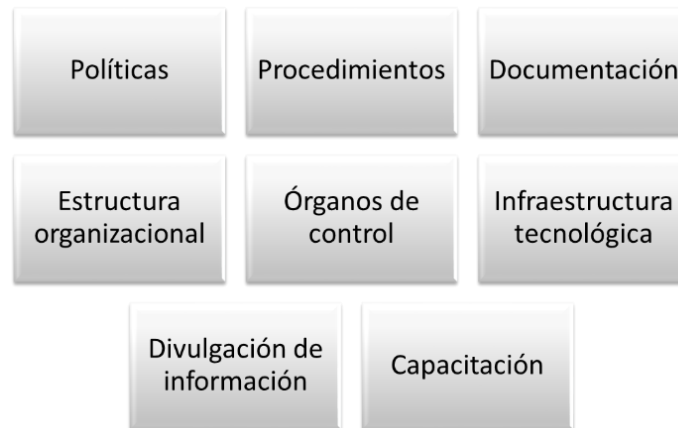 Políticas
Procedimientos
Documentación
Estructura
organizacional
Órganos de
control
Infraestructura
tecnológica
Divulgación de
información
Capacitación